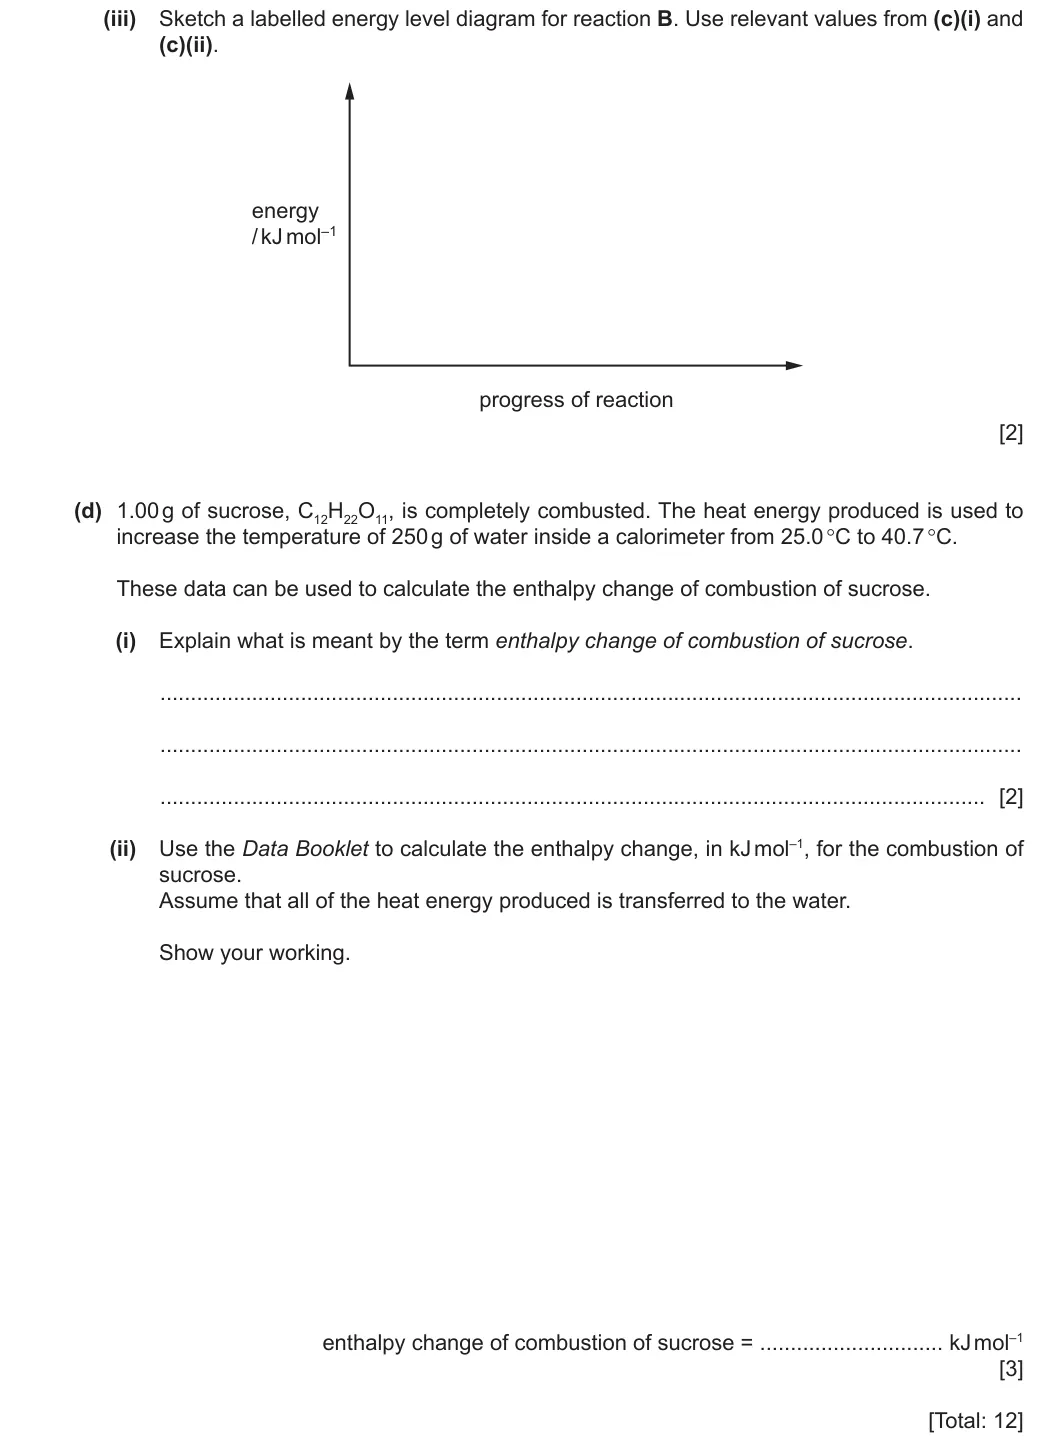 (iii) Sketch a labelled energy level diagram for reaction B. Use relevant values from (c)(i) and
(c)(ii).
energy
/ kJ mol⁻¹
progress of reaction
[2]
(d) 1.00 g of sucrose, C₁₂H₂₂O₁₁, is completely combusted. The heat energy produced is used to
increase the temperature of 250 g of water inside a calorimeter from 25.0 °C to 40.7 °C.
These data can be used to calculate the enthalpy change of combustion of sucrose.
(i) Explain what is meant by the term enthalpy change of combustion of sucrose.
..............................................................................................................................................
..............................................................................................................................................
........................................................................................................................................ [2]
(ii) Use the Data Booklet to calculate the enthalpy change, in kJ mol⁻¹, for the combustion of
sucrose.
Assume that all of the heat energy produced is transferred to the water.
Show your working.
enthalpy change of combustion of sucrose = .............................. kJ mol⁻¹
[3]
[Total: 12]